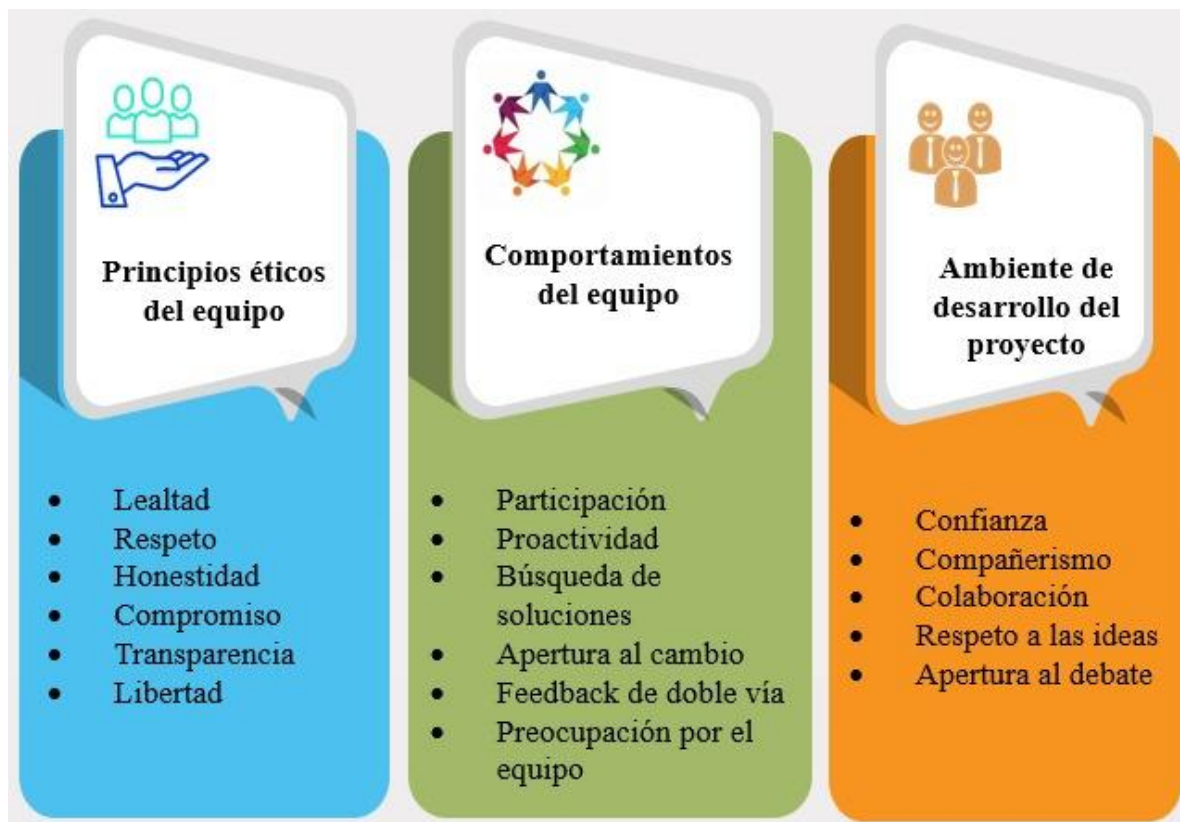 Principios éticos
del equipo
• Lealtad
• Respeto
• Honestidad
• Compromiso
• Transparencia
• Libertad
Comportamientos
del equipo
• Participación
• Proactividad
• Búsqueda de
soluciones
• Apertura al cambio
• Feedback de doble vía
• Preocupación por el
equipo
Ambiente de
desarrollo del
proyecto
• Confianza
• Compañerismo
• Colaboración
• Respeto a las ideas
• Apertura al debate